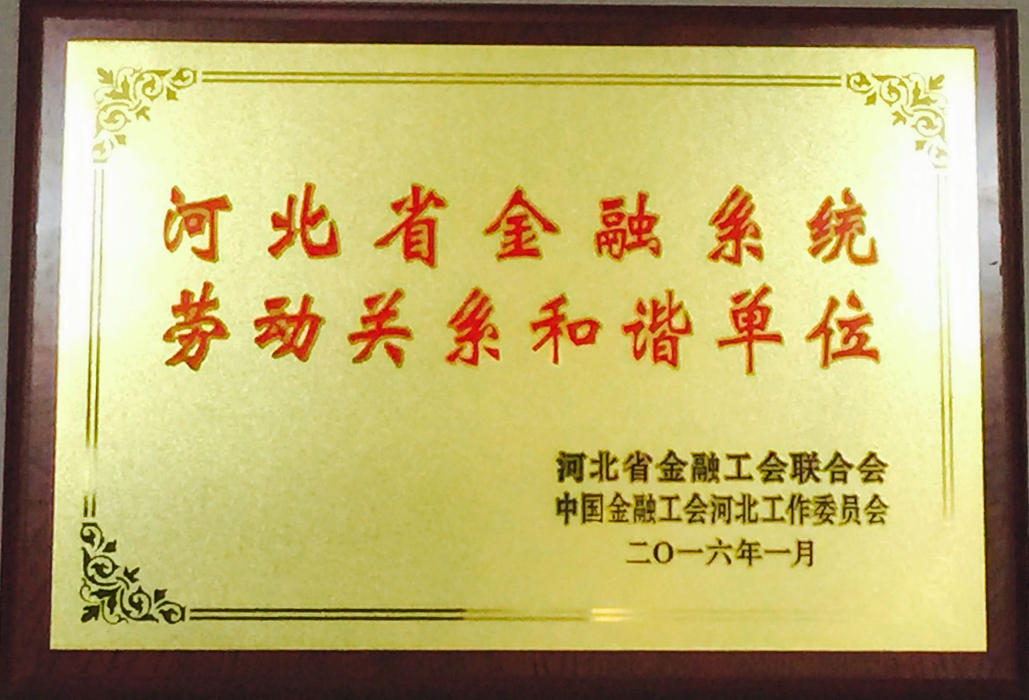 河北省金融系统
劳动关系和谐单位
河北省金融工会联合会
中国金融工会河北工作委员会
二〇一六年一月